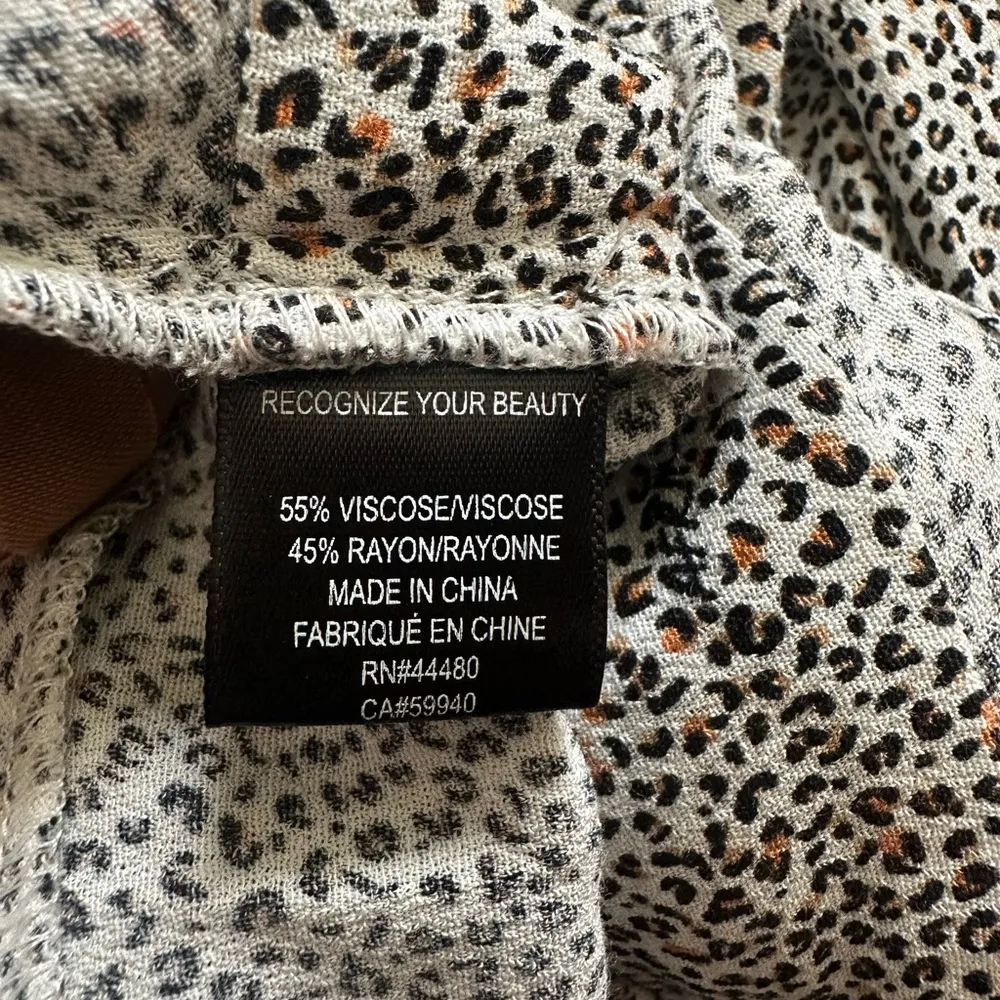 RECOGNIZE YOUR BEAUTY
55% VISCOSE/VISCOSE
45% RAYON/RAYONNE
MADE IN CHINA
FABRIQUÉ EN CHINE
RN#44480
CA#59940